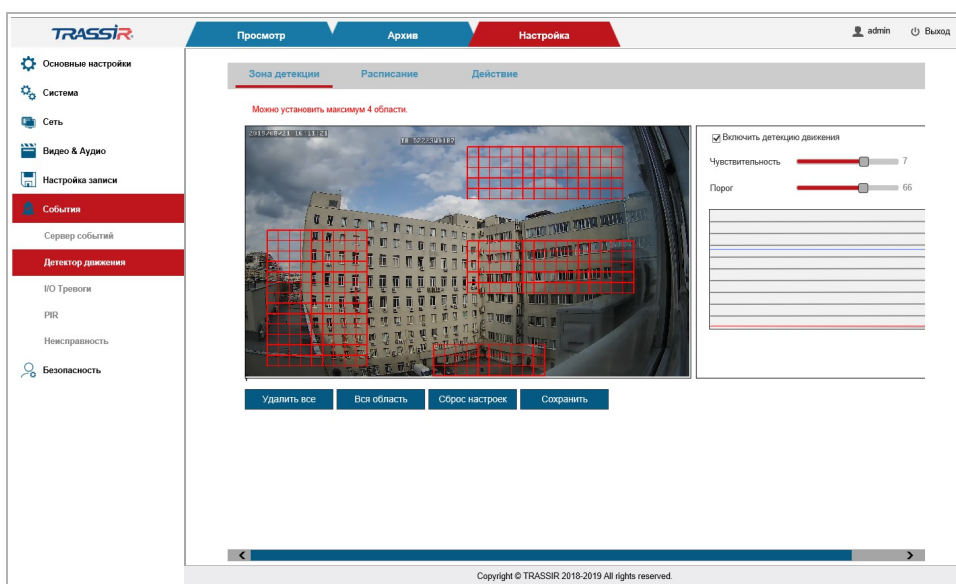 TRASSIR
Просмотр
Архив
Настройка
admin
Выход
Основные настройки
Система
Сеть
Видео & Аудио
Настройка записи
События
Сервер событий
Детектор движения
I/O Тревоги
PIR
Неисправность
Безопасность
Зона детекции
Расписание
Действие
Можно установить максимум 4 области.
Включить детекцию движения
Чувствительность
7
Порог
66
Удалить все
Вся область
Сброс настроек
Сохранить
Copyright © TRASSIR 2018-2019 All rights reserved.